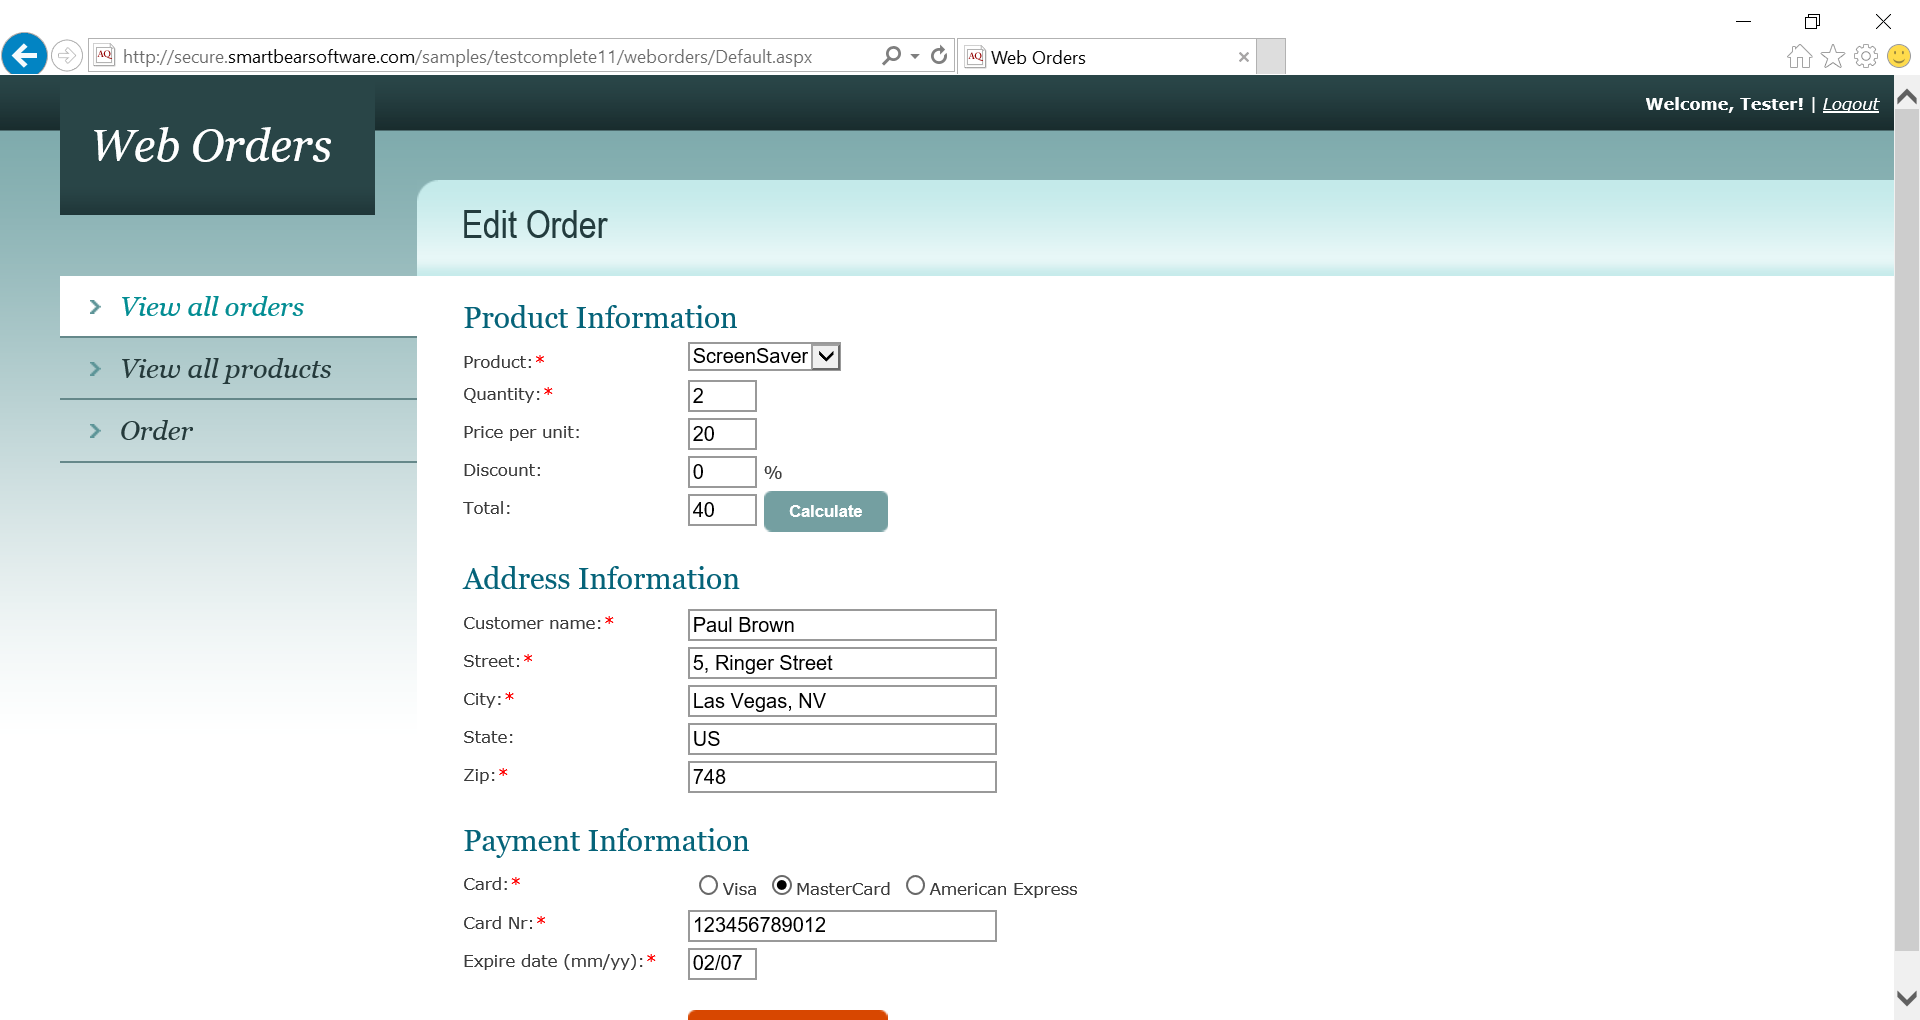 http://secure.smartbearsoftware.com/samples/testcomplete11/weborders/Default.aspx
AQ Web Orders
Welcome, Tester! | Logout
Web Orders
Edit Order
View all orders
View all products
Order
Product Information
Product:* ScreenSaver
Quantity:* 2
Price per unit: 20
Discount: 0 %
Total: 40 Calculate
Address Information
Customer name:* Paul Brown
Street:* 5, Ringer Street
City:* Las Vegas, NV
State: US
Zip:* 748
Payment Information
Card:* Visa MasterCard American Express
Card Nr:* 123456789012
Expire date (mm/yy):* 02/07